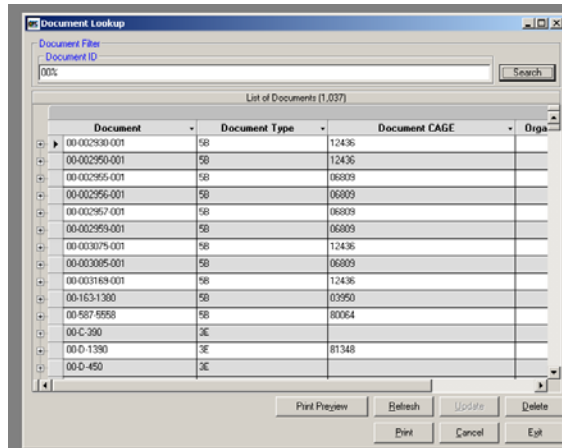 Document Lookup
Document Filter
Document ID
00%
Search
List of Documents (1,037)
Document Document Type Document CAGE Orga
00-002930-001 5B 12436
00-002950-001 5B 12436
00-002955-001 5B 06809
00-002956-001 5B 06809
00-002957-001 5B 06809
00-002959-001 5B 06809
00-003075-001 5B 12436
00-003085-001 5B 06809
00-003169-001 5B 12436
00-163-1380 5B 03950
00-587-5558 5B 80064
00-C-390 3E
00-D-1390 3E 81348
00-D-450 3E
Print Preview Refresh Update Delete
Print Cancel Exit